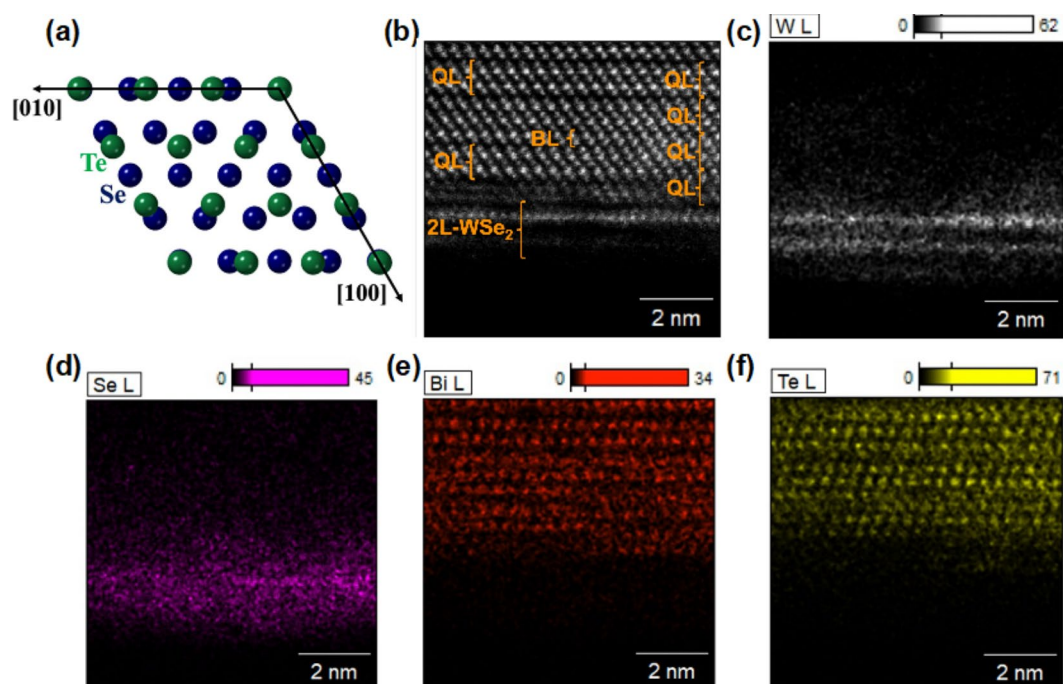 (a)
[010]
Te
Se
[100]
(b)
QL
QL
QL
BL
QL
QL
QL
2L-WSe₂
2 nm
(c)
W L
0
62
2 nm
(d)
Se L
0
45
2 nm
(e)
Bi L
0
34
2 nm
(f)
Te L
0
71
2 nm